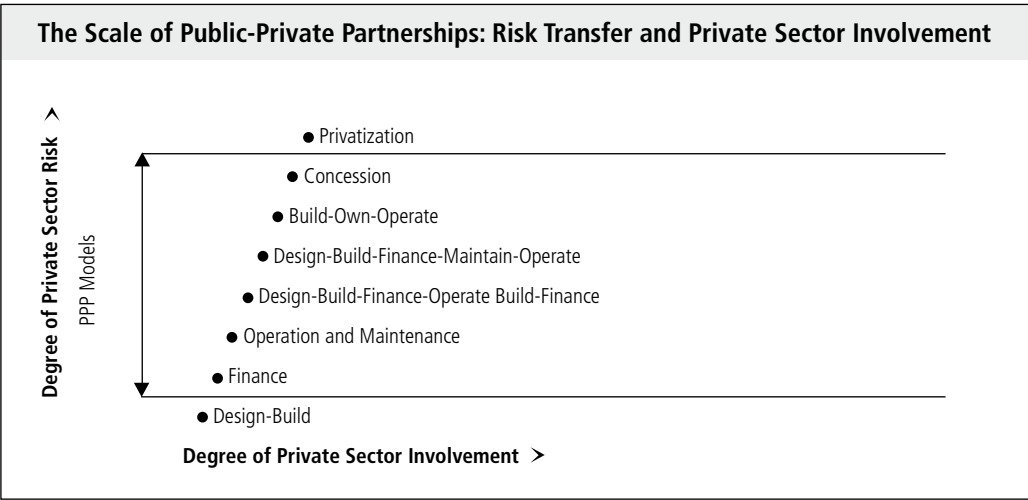 The Scale of Public-Private Partnerships: Risk Transfer and Private Sector Involvement
Degree of Private Sector Risk
PPP Models
Privatization
Concession
Build-Own-Operate
Design-Build-Finance-Maintain-Operate
Design-Build-Finance-Operate Build-Finance
Operation and Maintenance
Finance
Design-Build
Degree of Private Sector Involvement